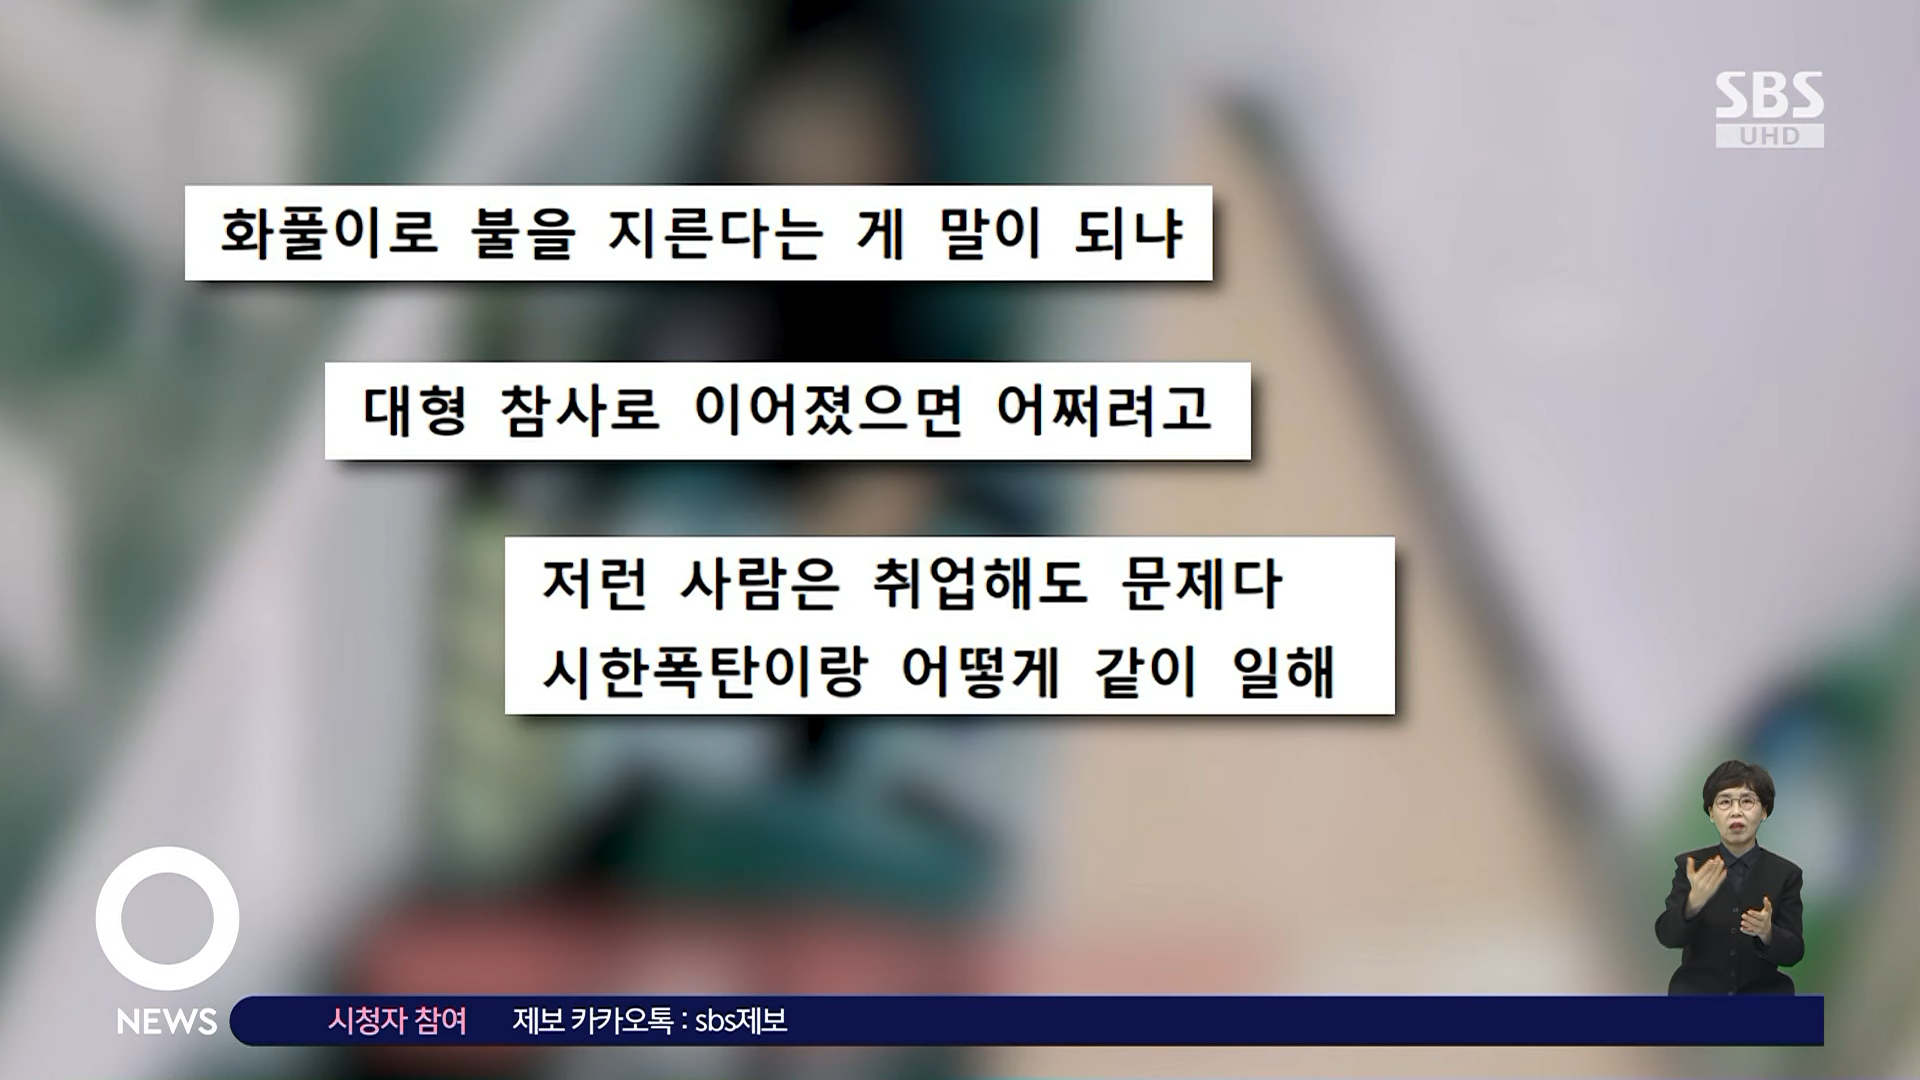 SBS
UHD
화풀이로 불을 지른다는 게 말이 되냐
대형 참사로 이어졌으면 어쩌려고
저런 사람은 취업해도 문제다
시한폭탄이랑 어떻게 같이 일해
NEWS
시청자 참여 제보 카카오톡 : sbs제보